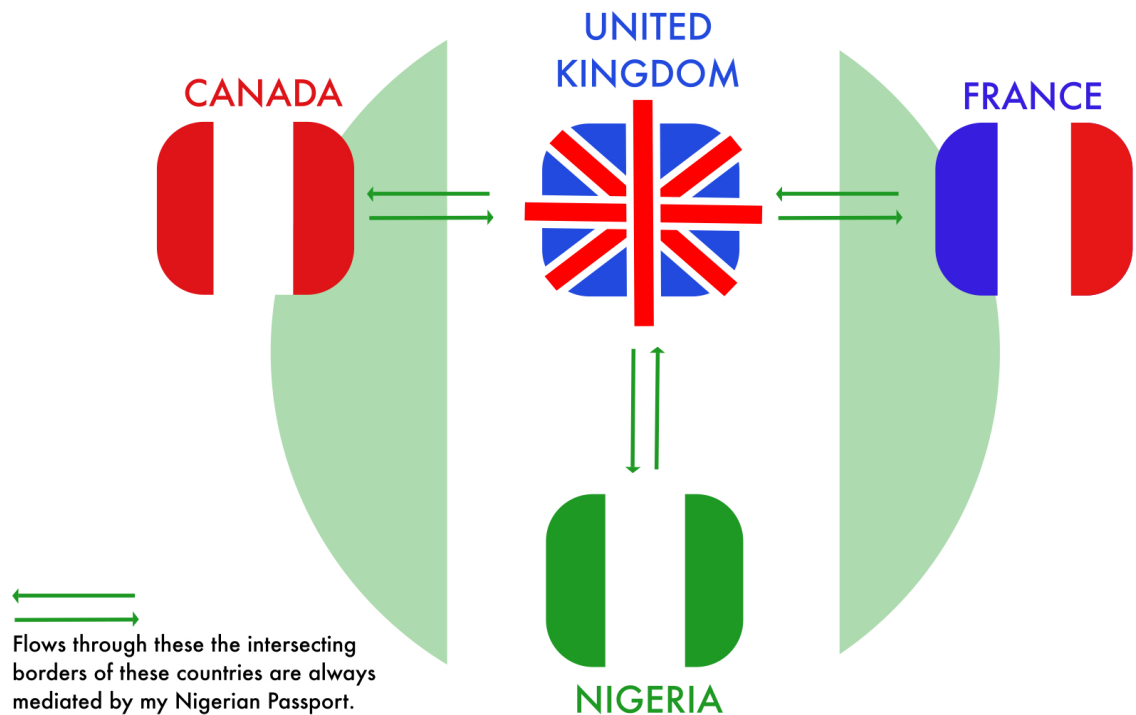 UNITED
KINGDOM
CANADA
FRANCE
NIGERIA
Flows through these the intersecting
borders of these countries are always
mediated by my Nigerian Passport.